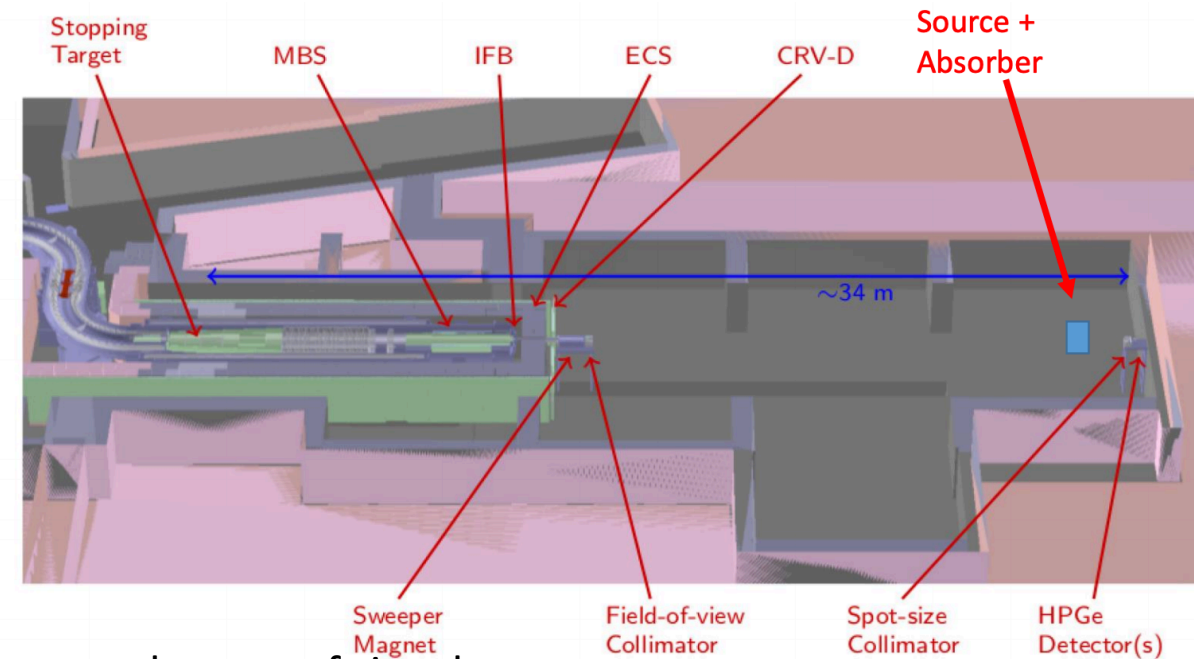 Stopping
Target
MBS
IFB
ECS
CRV-D
Source +
Absorber
~34 m
Sweeper
Magnet
Field-of-view
Collimator
Spot-size
Collimator
HPGe
Detector(s)